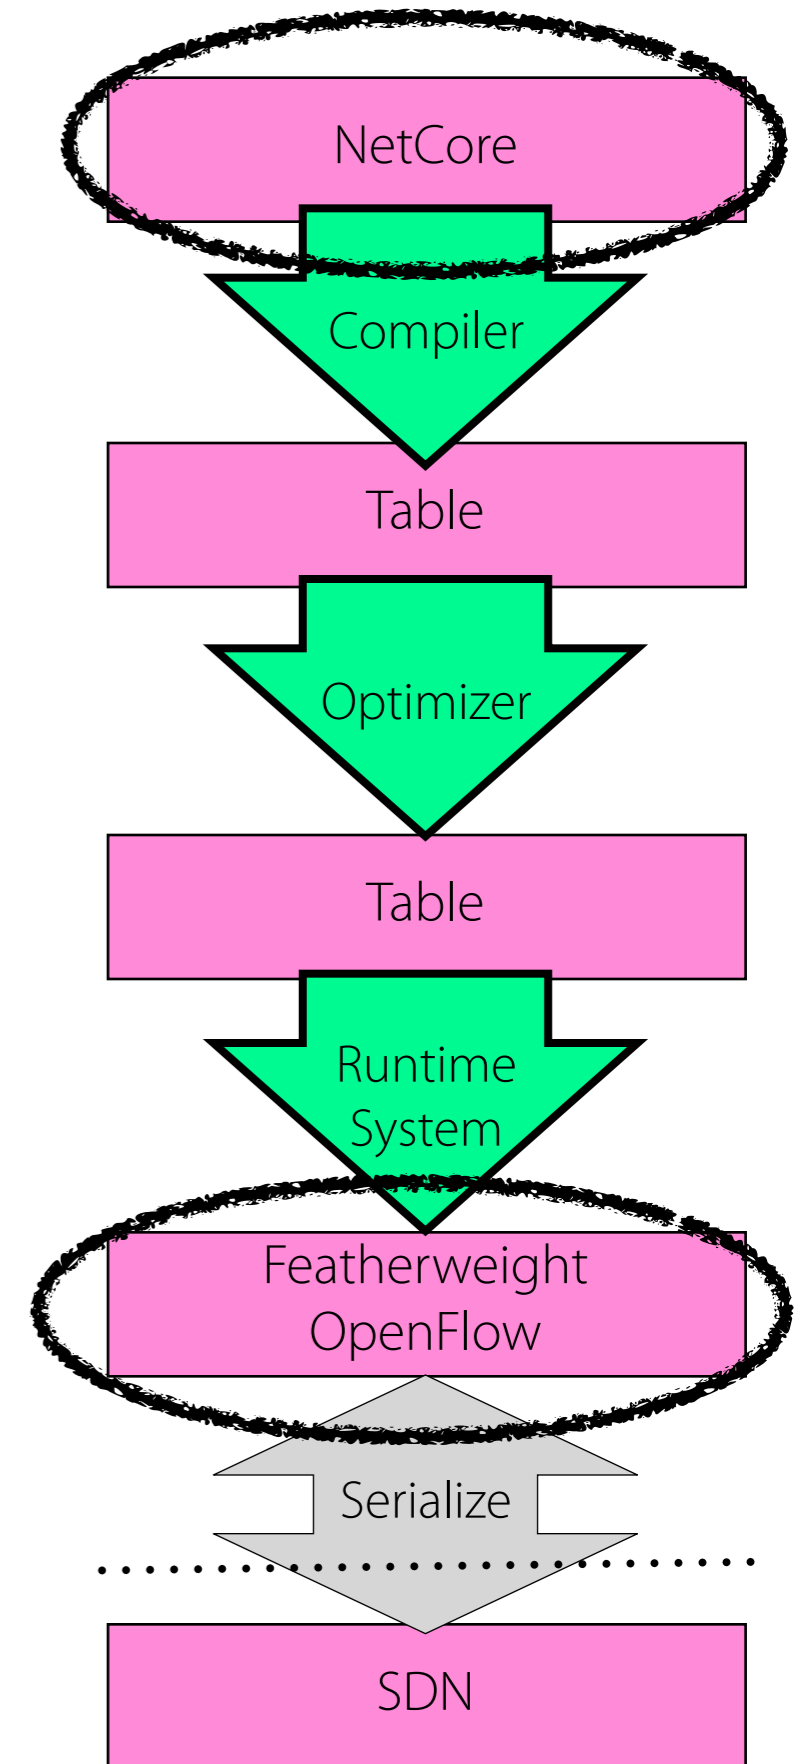 NetCore
Compiler
Table
Optimizer
Table
Runtime
System
Featherweight
OpenFlow
Serialize
SDN